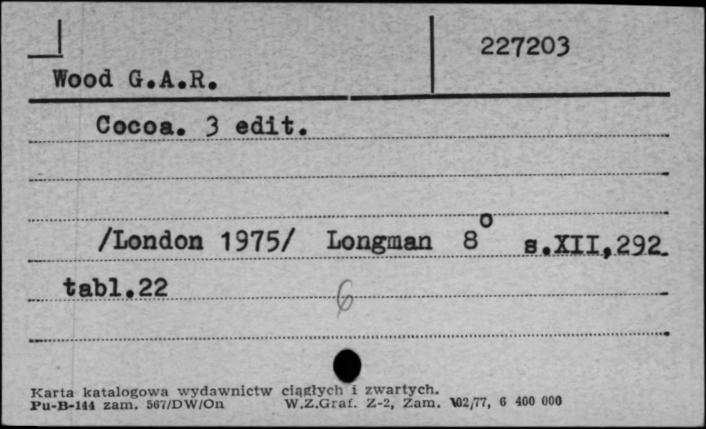 227203
Wood G.A.R.
Cocoa. 3 edit.
/London 1975/ Longman 8° s.XII,292
tabl.22
6
Karta katalogowa wydawnictw ciągłych i zwartych.
Pu-B-144 zam. 567/DW/On W.Z.Graf. Z-2, Zam. 102/77, 6 400 000